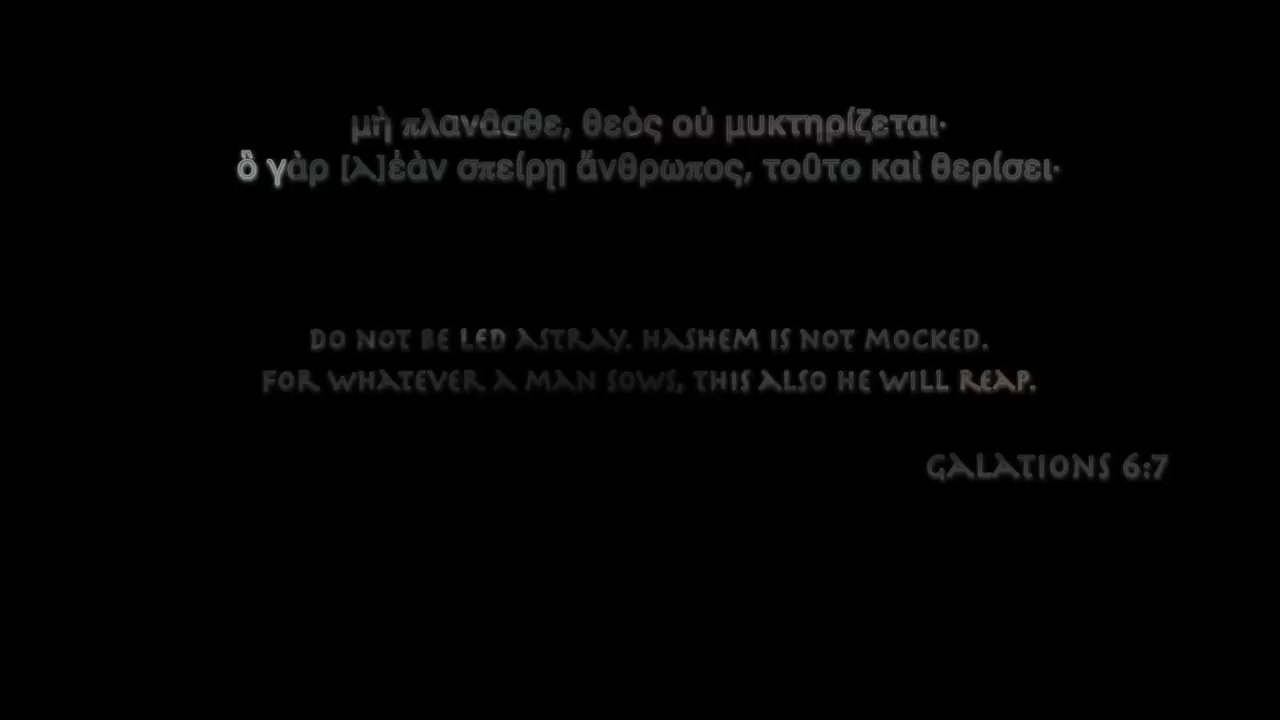 μὴ πλανᾶσθε, θεὸς οὐ μυκτηρίζεται·
ὃ γὰρ [A]ἐὰν σπείρῃ ἄνθρωπος, τοῦτο καὶ θερίσει·
DO NOT BE LED ASTRAY. HASHEM IS NOT MOCKED.
FOR WHATEVER A MAN SOWS, THIS ALSO HE WILL REAP.
GALATIONS 6:7